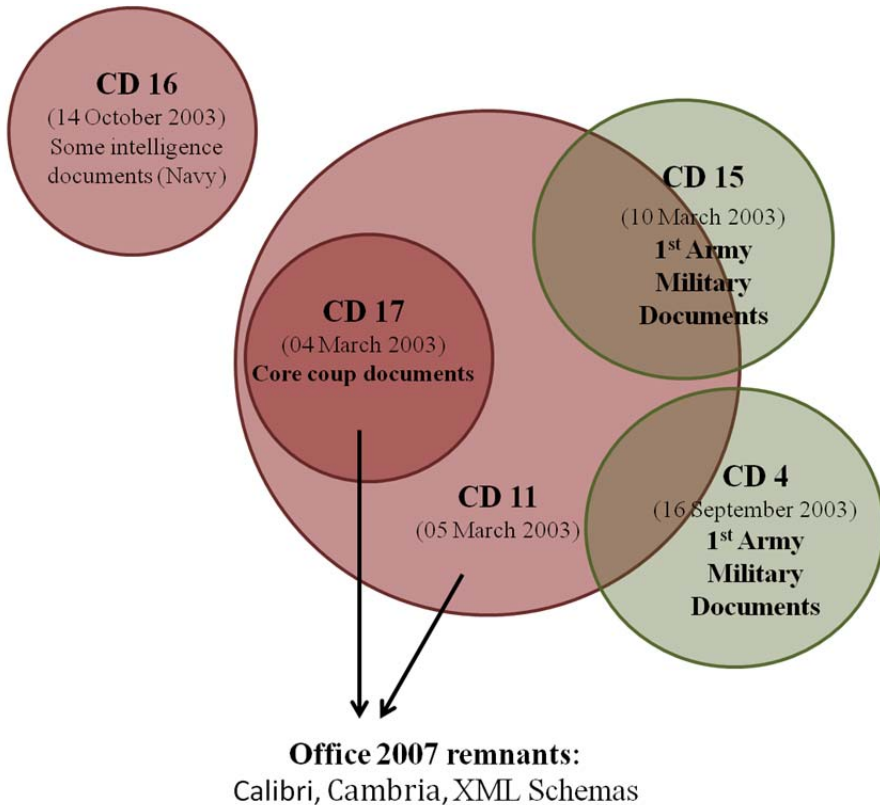 CD 16
(14 October 2003)
Some intelligence
documents (Navy)
CD 15
(10 March 2003)
1st Army
Military
Documents
CD 17
(04 March 2003)
Core coup documents
CD 11
(05 March 2003)
CD 4
(16 September 2003)
1st Army
Military
Documents
Office 2007 remnants:
Calibri, Cambria, XML Schemas